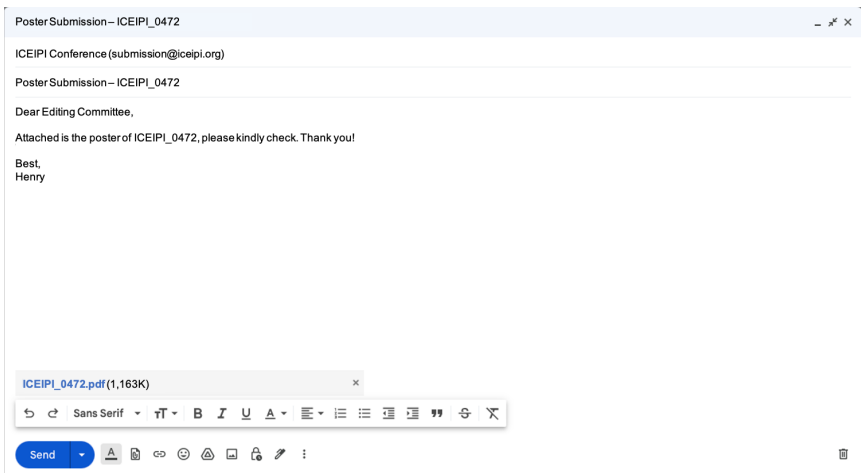 Poster Submission – ICEIPI_0472
ICEIPI Conference (submission@iceipi.org)
Poster Submission – ICEIPI_0472
Dear Editing Committee,
Attached is the poster of ICEIPI_0472, please kindly check. Thank you!
Best,
Henry
ICEIPI_0472.pdf (1,163K)
Sans Serif
Send